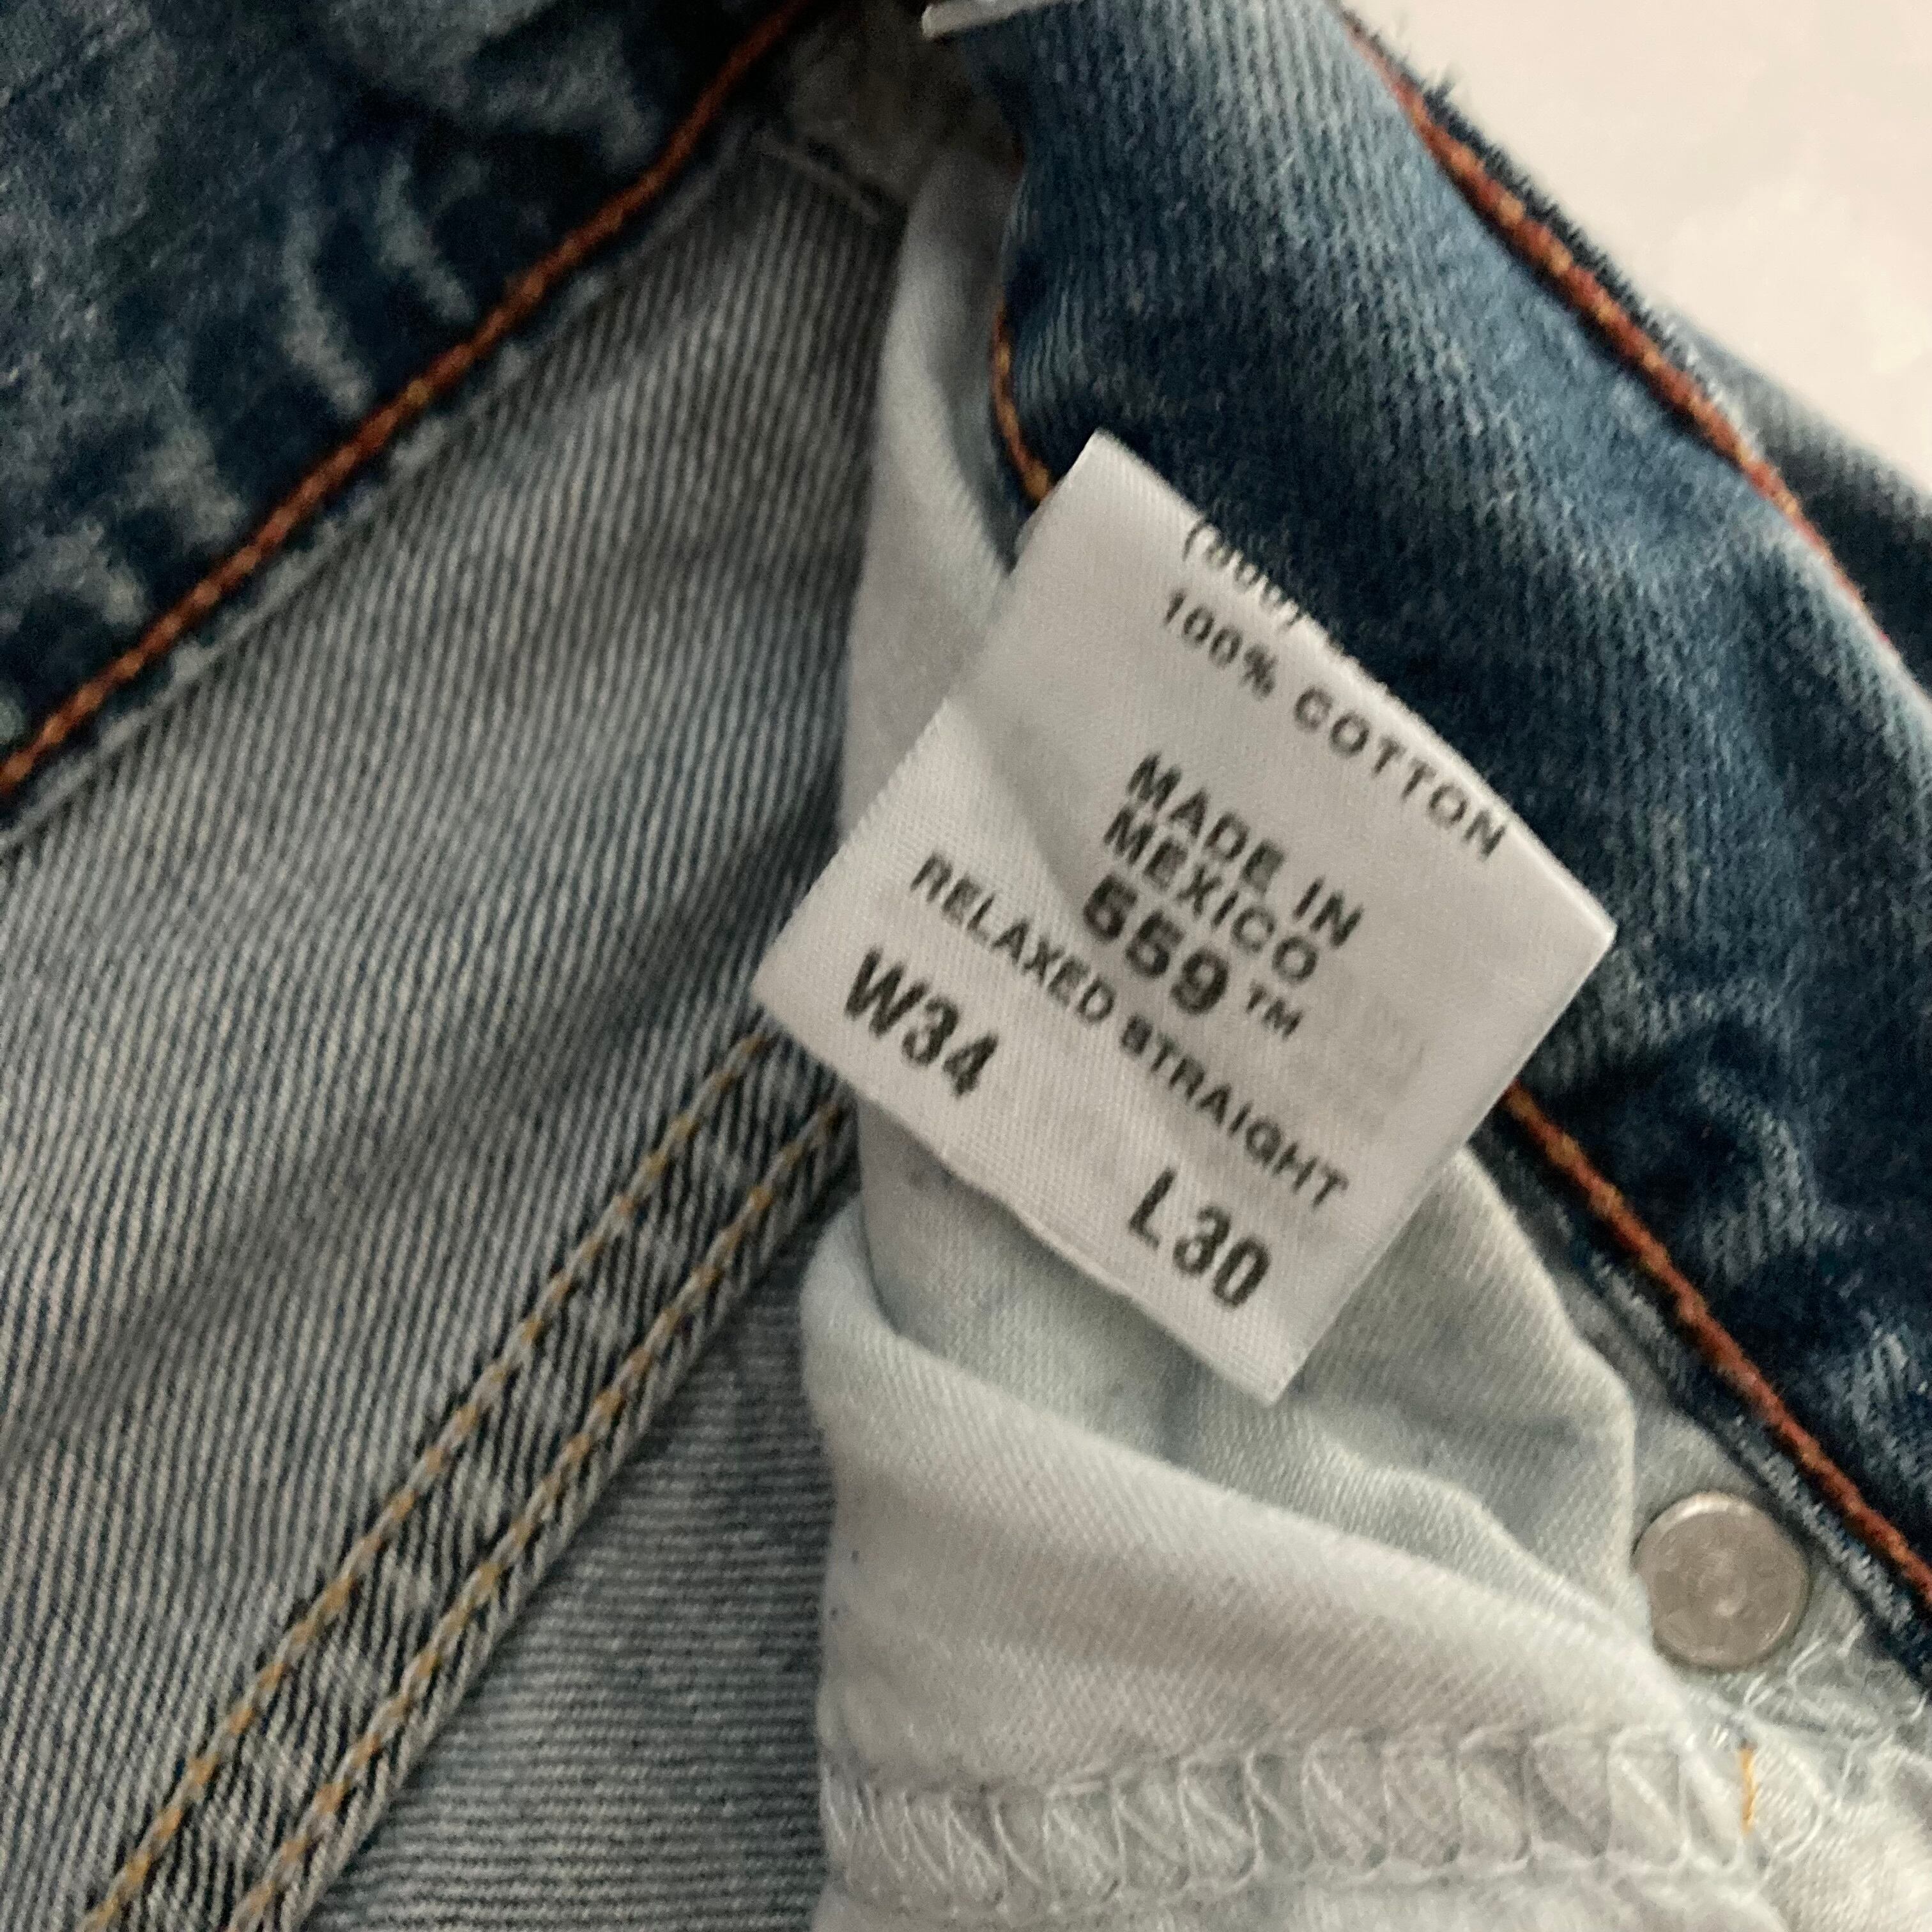 100% COTTON
MADE IN
MEXICO
559™
RELAXED STRAIGHT
W34 L30